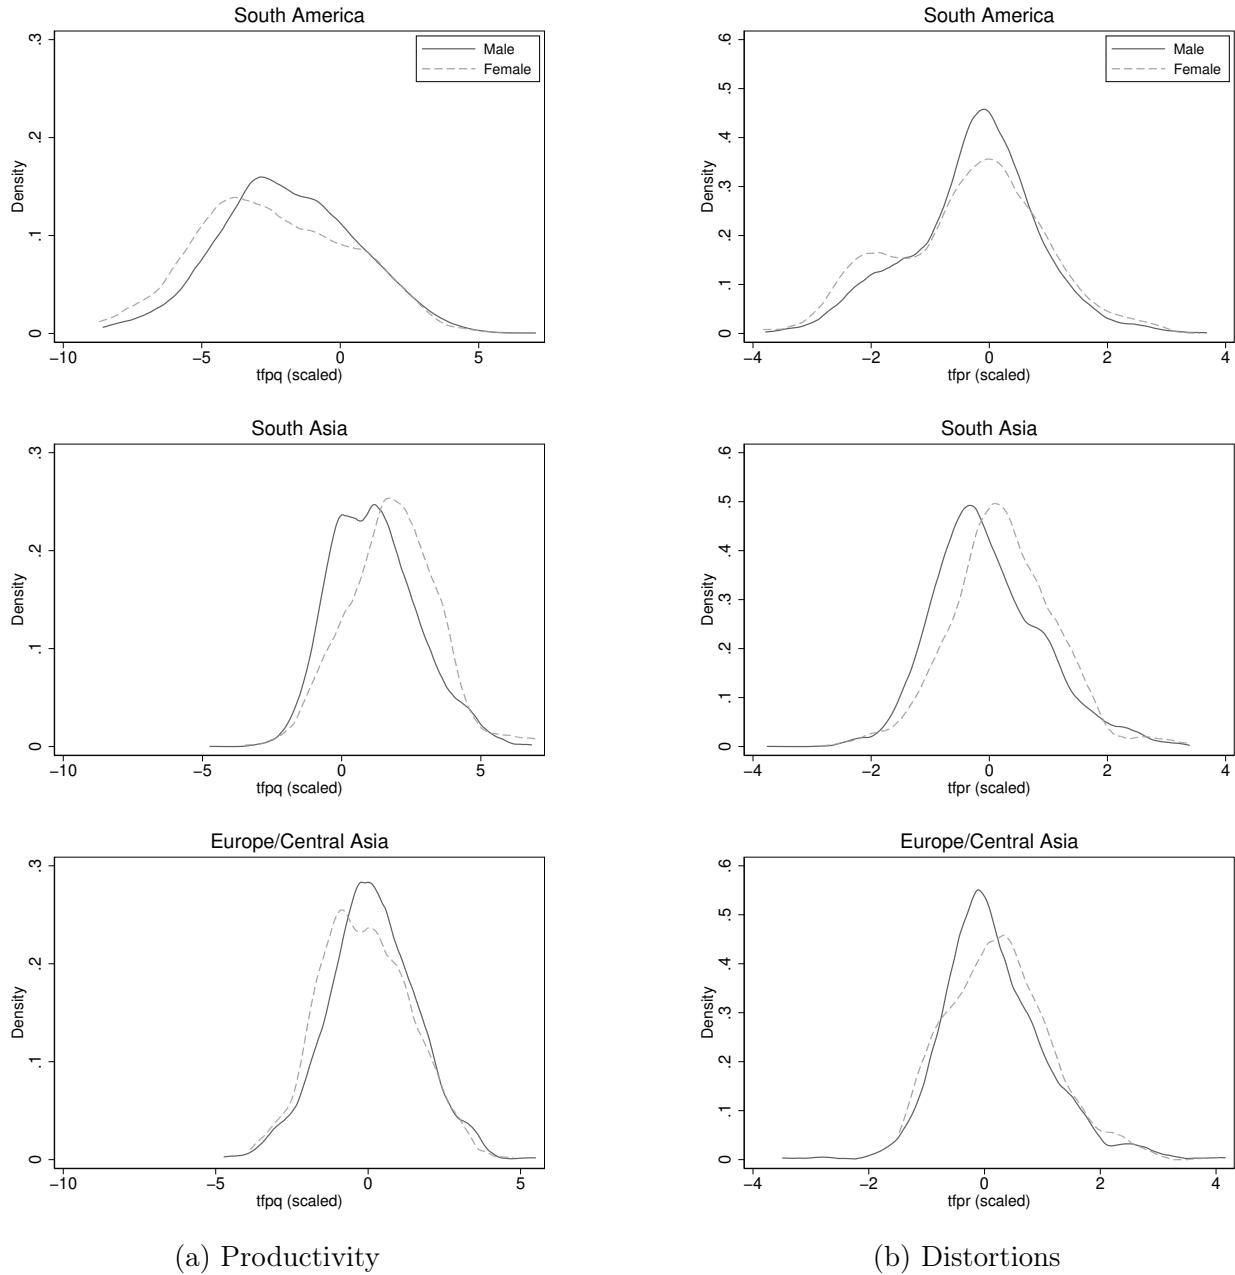 South America
.3
.2
.1
0
Density
−10 −5 0 5
tfpq (scaled)
Male
Female
South America
.6
.5
.4
.3
.2
.1
0
Density
−4 −2 0 2 4
tfpr (scaled)
Male
Female
South Asia
.3
.2
.1
0
Density
−10 −5 0 5
tfpq (scaled)
South Asia
.6
.5
.4
.3
.2
.1
0
Density
−4 −2 0 2 4
tfpr (scaled)
Europe/Central Asia
.3
.2
.1
0
Density
−10 −5 0 5
tfpq (scaled)
Europe/Central Asia
.6
.5
.4
.3
.2
.1
0
Density
−4 −2 0 2 4
tfpr (scaled)
(a) Productivity
(b) Distortions